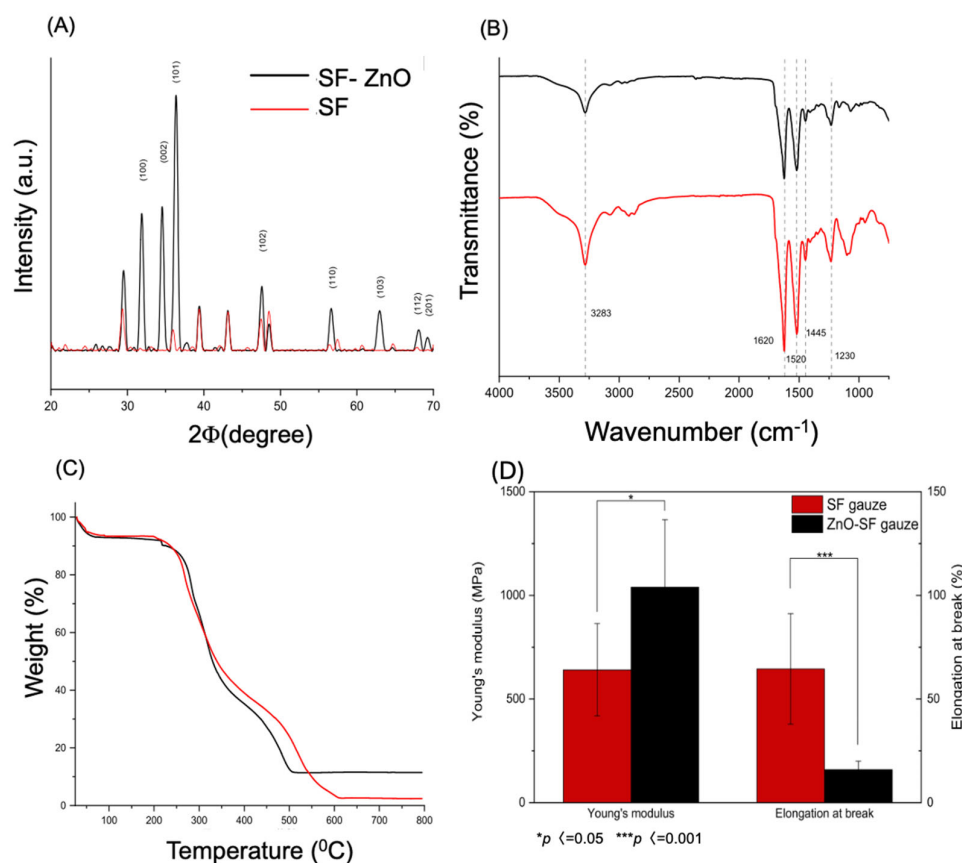 (A)
SF- ZnO
SF
(100)
(002)
(101)
(102)
(110)
(103)
(112)
(201)
Intensity (a.u.)
20 30 40 50 60 70
2Φ(degree)
(B)
Transmittance (%)
3283
1620
1520
1445
1230
4000 3500 3000 2500 2000 1500 1000
Wavenumber (cm⁻¹)
(C)
Weight (%)
100
80
60
40
20
0
100 200 300 400 500 600 700 800
Temperature (⁰C)
(D)
SF gauze
ZnO-SF gauze
*
***
Young's modulus (MPa)
1500
1000
500
0
Elongation at break (%)
150
100
50
0
Young's modulus Elongation at break
*p〈=0.05 ***p〈=0.001